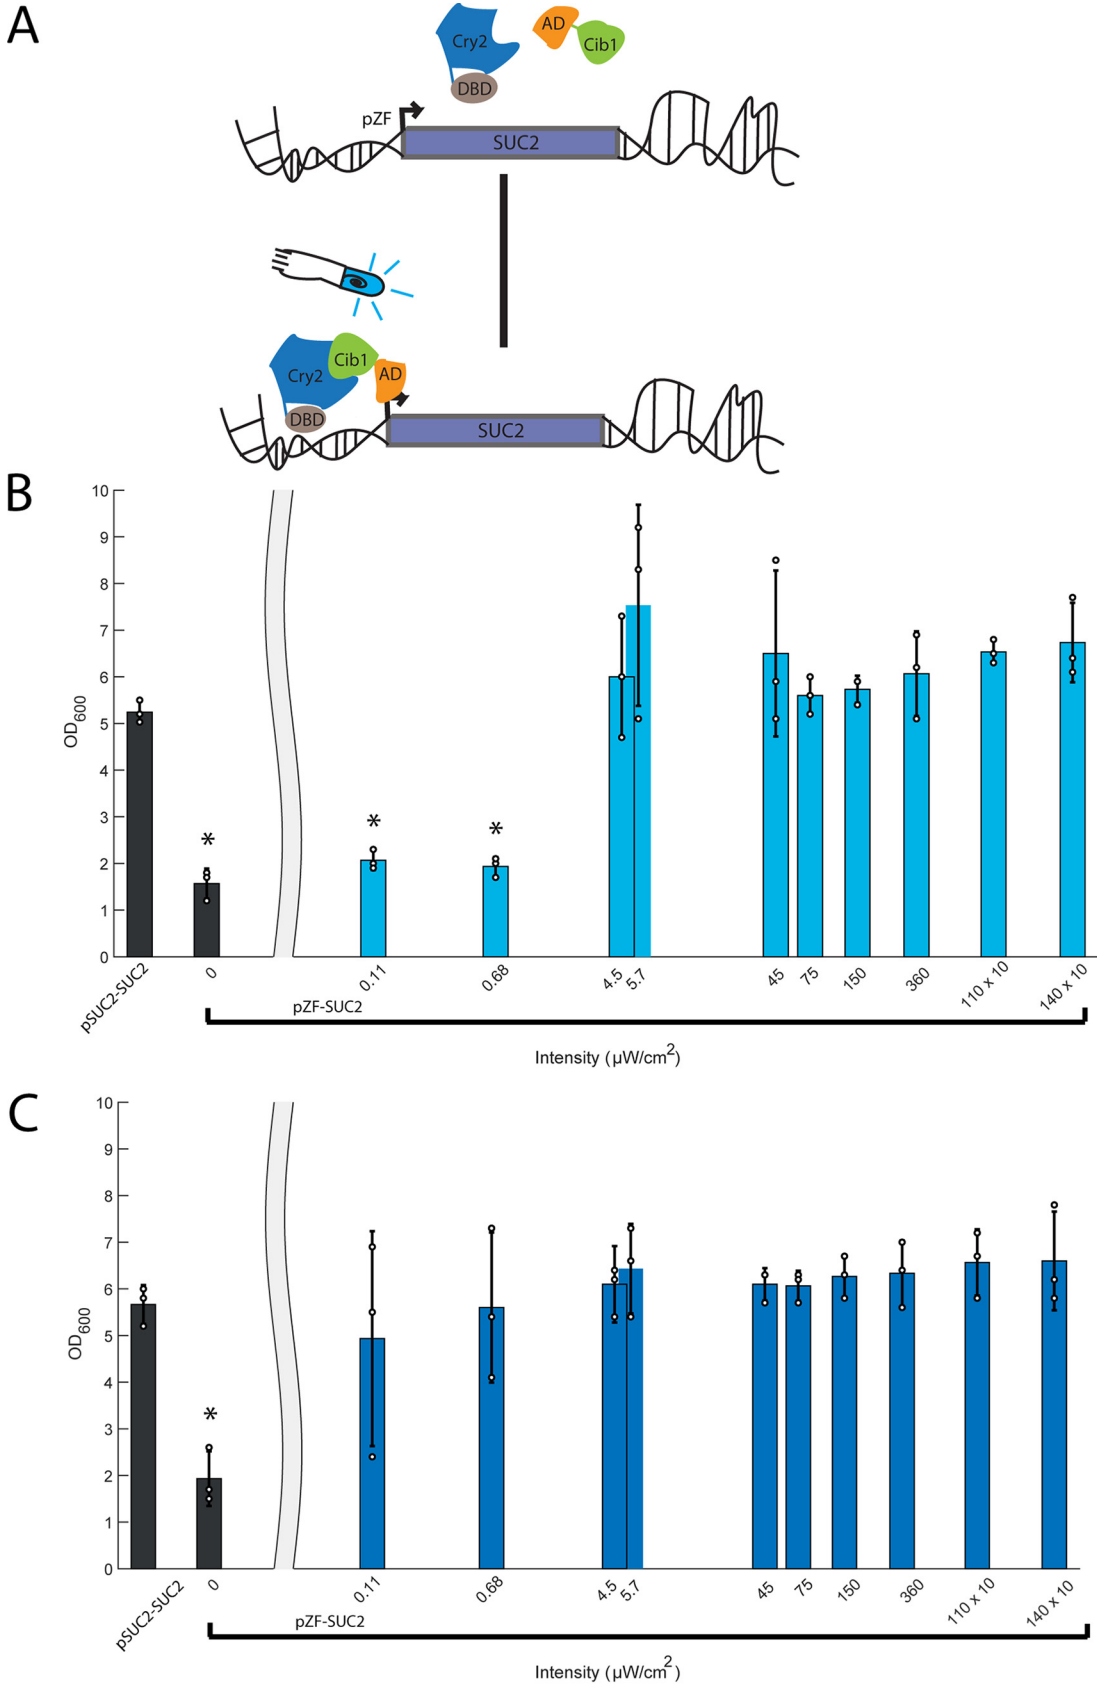 A
Cry2
AD
Cib1
DBD
pZF
SUC2
Cib1
Cry2
AD
DBD
SUC2
B
10
9
8
7
6
5
4
3
2
1
0
OD600
*
*
*
pSUC2-SUC2
0
0.11
0.68
4.5
5.7
45
75
150
360
110 x 10
140 x 10
pZF-SUC2
Intensity (µW/cm2)
C
10
9
8
7
6
5
4
3
2
1
0
OD600
*
pSUC2-SUC2
0
0.11
0.68
4.5
5.7
45
75
150
360
110 x 10
140 x 10
pZF-SUC2
Intensity (µW/cm2)